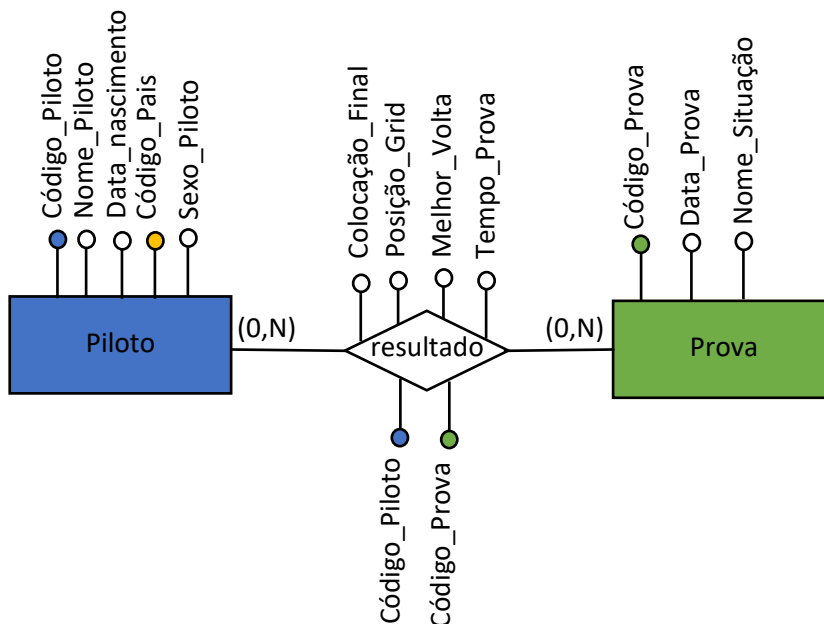 Código_Piloto
Nome_Piloto
Data_nascimento
Código_Pais
Sexo_Piloto
Colocação_Final
Posição_Grid
Melhor_Volta
Tempo_Prova
Código_Prova
Data_Prova
Nome_Situação
Piloto
(0,N)
resultado
(0,N)
Prova
Código_Piloto
Código_Prova